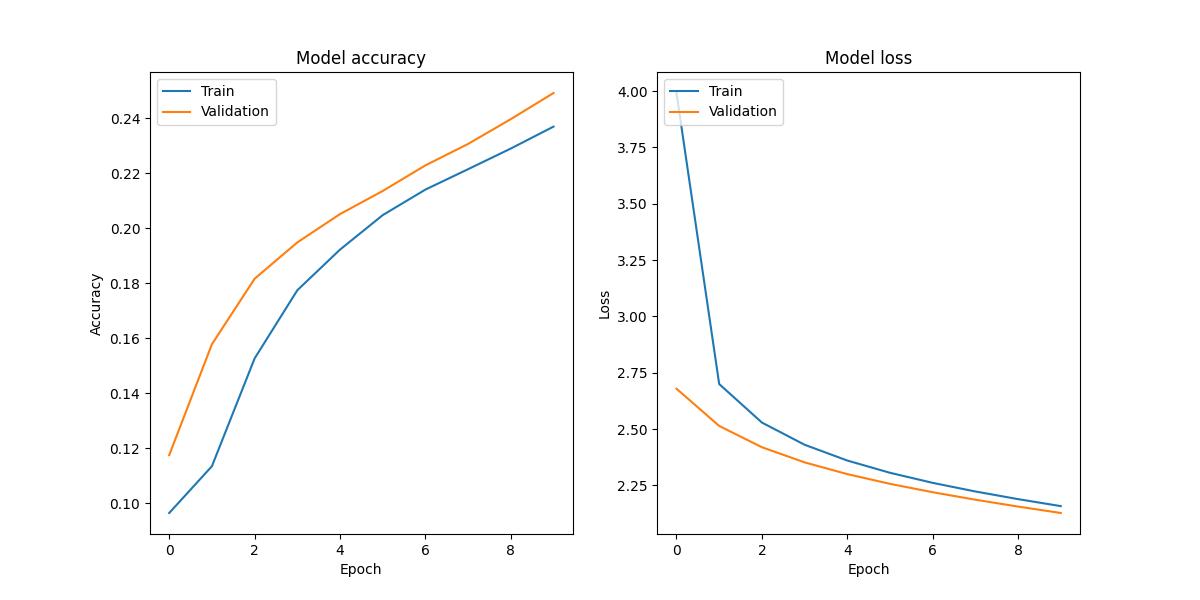 Model accuracy
Train
Validation
0.24
0.22
0.20
0.18
0.16
0.14
0.12
0.10
Accuracy
0 2 4 6 8
Epoch
Model loss
Train
Validation
4.00
3.75
3.50
3.25
3.00
2.75
2.50
2.25
Loss
0 2 4 6 8
Epoch